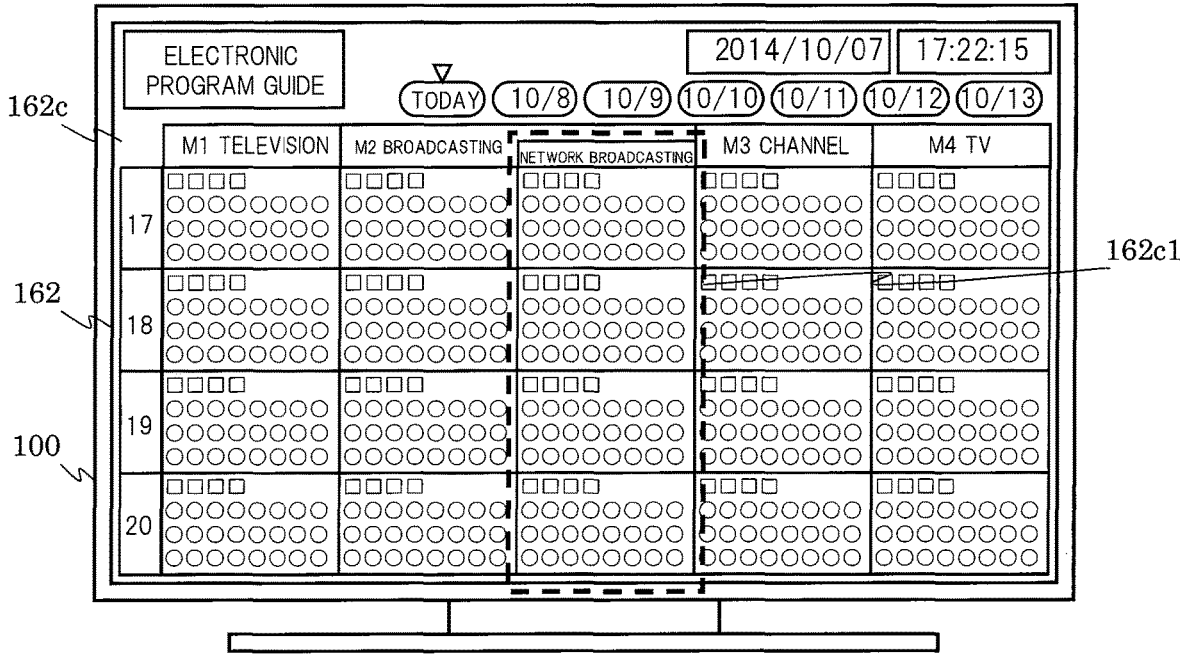 ELECTRONIC
PROGRAM GUIDE
2014/10/07 17:22:15
TODAY 10/8 10/9 10/10 10/11 10/12 10/13
162c
M1 TELEVISION M2 BROADCASTING NETWORK BROADCASTING M3 CHANNEL M4 TV
17 □□□□ □□□□ □□□□ □□□□ □□□□
○○○○○○○○ ○○○○○○○○ ○○○○○○○○ ○○○○○○○○ ○○○○○○○○
○○○○○○○○ ○○○○○○○○ ○○○○○○○○ ○○○○○○○○ ○○○○○○○○
○○○○○○○○ ○○○○○○○○ ○○○○○○○○ ○○○○○○○○ ○○○○○○○○
162c1
162
18 □□□□ □□□□ □□□□ □□□□ □□□□
○○○○○○○○ ○○○○○○○○ ○○○○○○○○ ○○○○○○○○ ○○○○○○○○
○○○○○○○○ ○○○○○○○○ ○○○○○○○○ ○○○○○○○○ ○○○○○○○○
○○○○○○○○ ○○○○○○○○ ○○○○○○○○ ○○○○○○○○ ○○○○○○○○
19 □□□□ □□□□ □□□□ □□□□ □□□□
○○○○○○○○ ○○○○○○○○ ○○○○○○○○ ○○○○○○○○ ○○○○○○○○
○○○○○○○○ ○○○○○○○○ ○○○○○○○○ ○○○○○○○○ ○○○○○○○○
○○○○○○○○ ○○○○○○○○ ○○○○○○○○ ○○○○○○○○ ○○○○○○○○
100
20 □□□□ □□□□ □□□□ □□□□ □□□□
○○○○○○○○ ○○○○○○○○ ○○○○○○○○ ○○○○○○○○ ○○○○○○○○
○○○○○○○○ ○○○○○○○○ ○○○○○○○○ ○○○○○○○○ ○○○○○○○○
○○○○○○○○ ○○○○○○○○ ○○○○○○○○ ○○○○○○○○ ○○○○○○○○